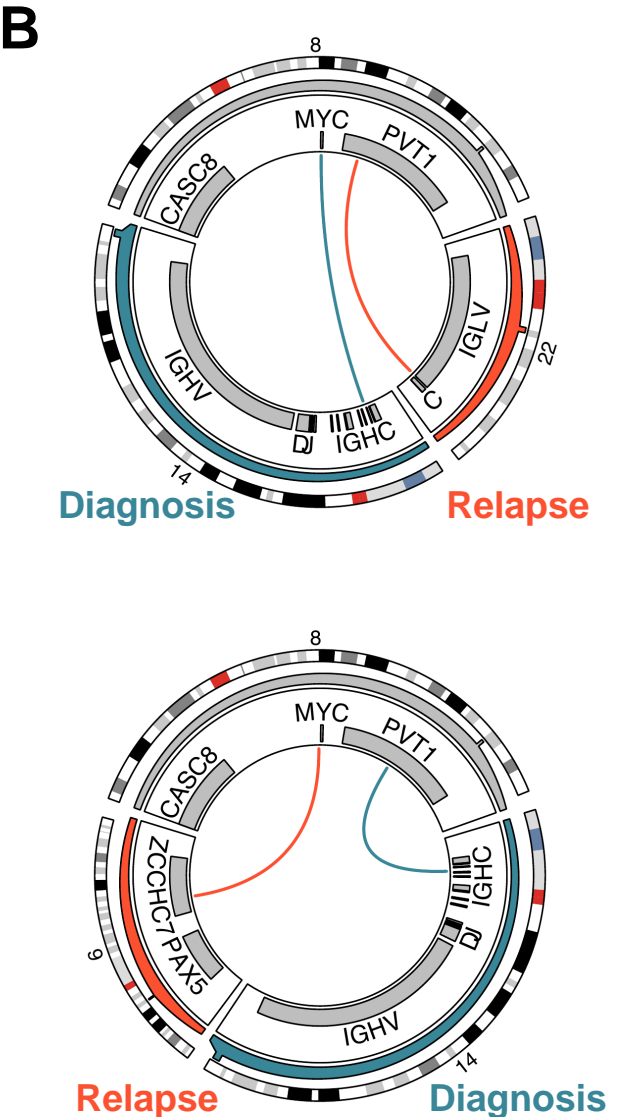 B
8
MYC
PVT1
CASC8
IGLV
22
C
IGHV
DJ
IGHC
14
Diagnosis
Relapse
8
MYC
PVT1
CASC8
ZCCHC7
IGHC
DJ
9
PAX5
IGHV
14
Relapse
Diagnosis